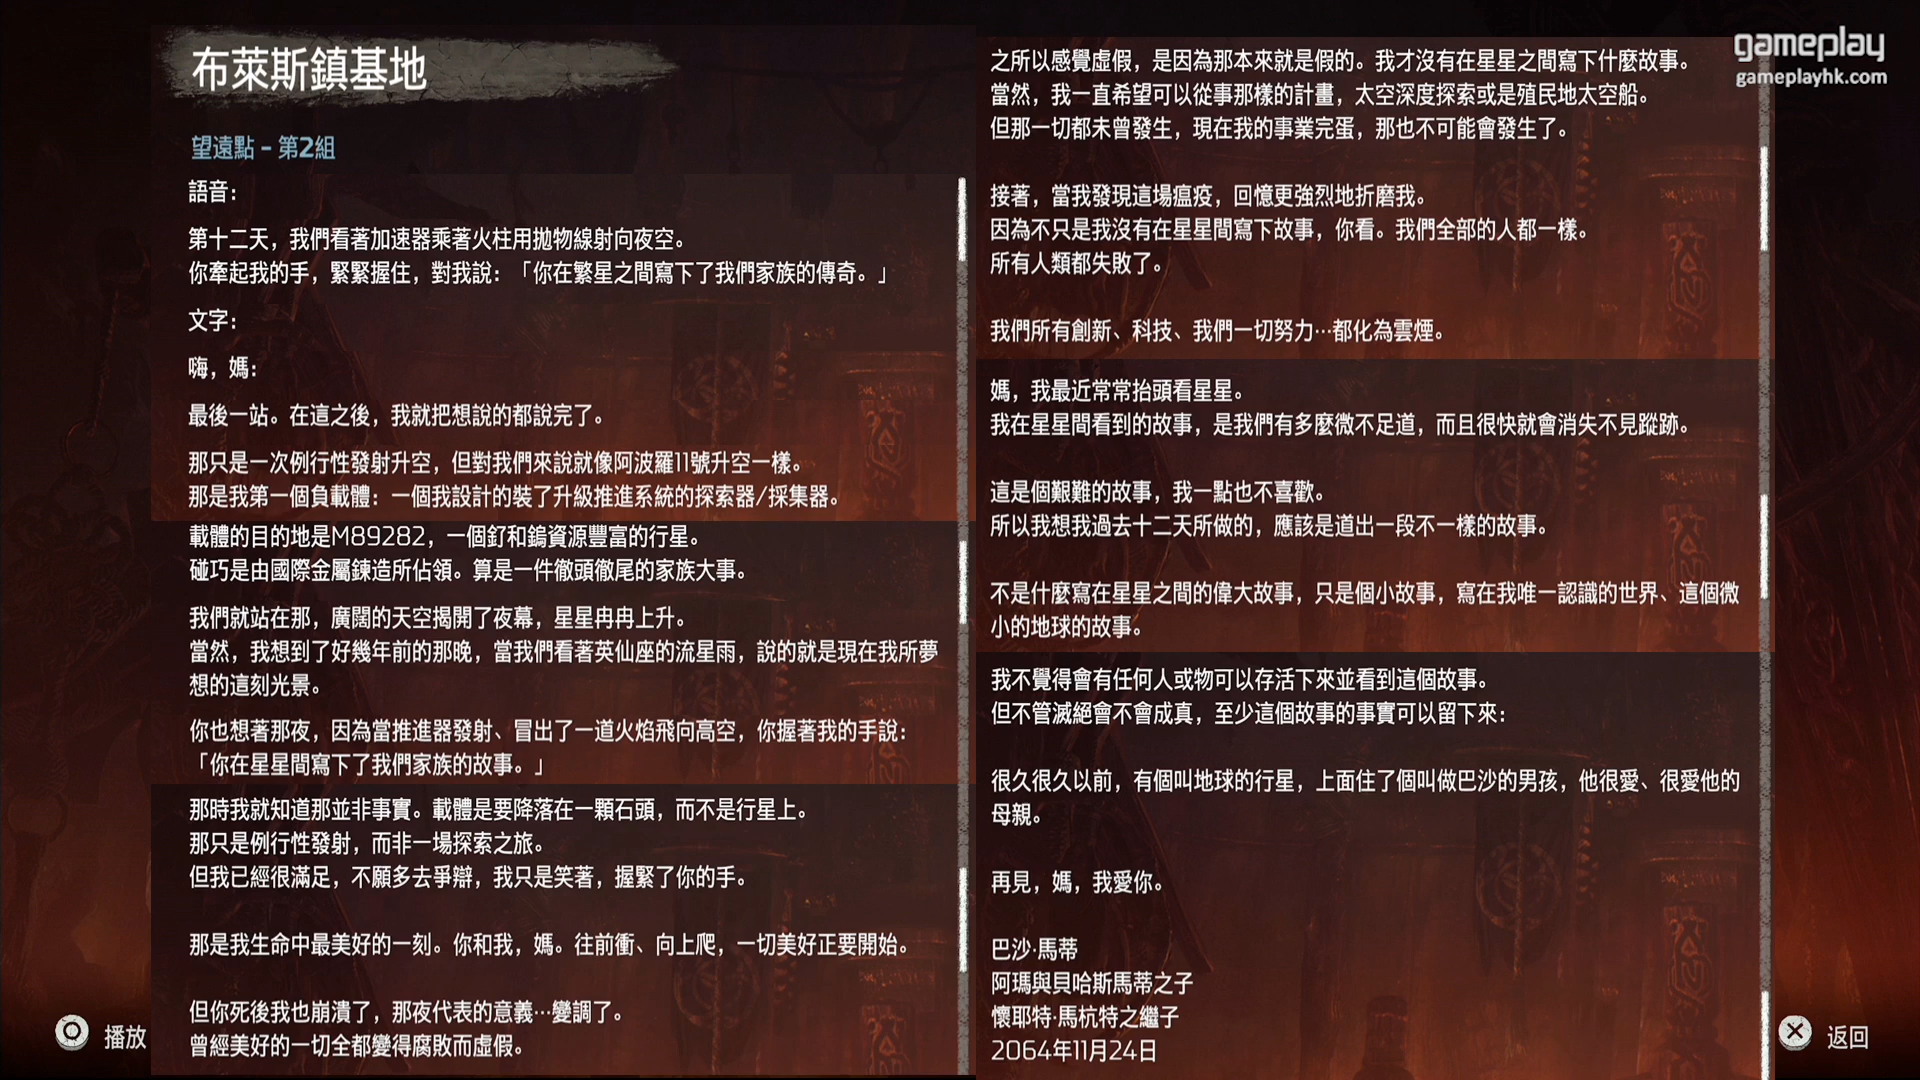 布萊斯鎮基地
望遠點 – 第2組
語音:
第十二天，我們看著加速器乘著火柱用拋物線射向夜空。
你牽起我的手，緊緊握住，對我說：「你在繁星之間寫下了我們家族的傳奇。」
文字:
嗨，媽:
最後一站。在這之後，我就把想說的都說完了。
那只是一次例行性發射升空，但對我們來說就像阿波羅11號升空一樣。
那是我第一個負載體：一個我設計的裝了升級推進系統的探索器/採集器。
載體的目的地是M89282，一個釕和鎢資源豐富的行星。
碰巧是由國際金屬鍊造所佔領。算是一件徹頭徹尾的家族大事。
我們就站在那，廣闊的天空揭開了夜幕，星星冉冉上升。
當然，我想到了好幾年前的那晚，當我們看著英仙座的流星雨，說的就是現在我所夢
想的這刻光景。
你也想著那夜，因為當推進器發射、冒出了一道火焰飛向高空，你握著我的手說：
「你在星星間寫下了我們家族的故事。」
那時我就知道那並非事實。載體是要降落在一顆石頭，而不是行星上。
那只是例行性發射，而非一場探索之旅。
但我已經很滿足，不願多去爭辯，我只是笑著，握緊了你的手。
那是我生命中最美好的一刻。你和我，媽。往前衝、向上爬，一切美好正要開始。
但你死後我也崩潰了，那夜代表的意義…變調了。
曾經美好的一切全都變得腐敗而虛假。
播放
gameplay
gameplayhk.com
之所以感覺虛假，是因為那本來就是假的。我才沒有在星星之間寫下什麼故事。
當然，我一直希望可以從事那樣的計畫，太空深度探索或是殖民地太空船。
但那一切都未曾發生，現在我的事業完蛋，那也不可能會發生了。
接著，當我發現這場瘟疫，回憶更強烈地折磨我。
因為不只是我沒有在星星間寫下故事，你看。我們全部的人都一樣。
所有人類都失敗了。
我們所有創新、科技、我們一切努力…都化為雲煙。
媽，我最近常常抬頭看星星。
我在星星間看到的故事，是我們有多麼微不足道，而且很快就會消失不見蹤跡。
這是個艱難的故事，我一點也不喜歡。
所以我想我過去十二天所做的，應該是道出一段不一樣的故事。
不是什麼寫在星星之間的偉大故事，只是個小故事，寫在我唯一認識的世界、這個微
小的地球的故事。
我不覺得會有任何人或物可以存活下來並看到這個故事。
但不管滅絕會不會成真，至少這個故事的事實可以留下來：
很久很久以前，有個叫地球的行星，上面住了個叫做巴沙的男孩，他很愛、很愛他的
母親。
再見，媽，我愛你。
巴沙·馬蒂
阿瑪與貝哈斯馬蒂之子
懷耶特·馬杭特之繼子
2064年11月24日
返回